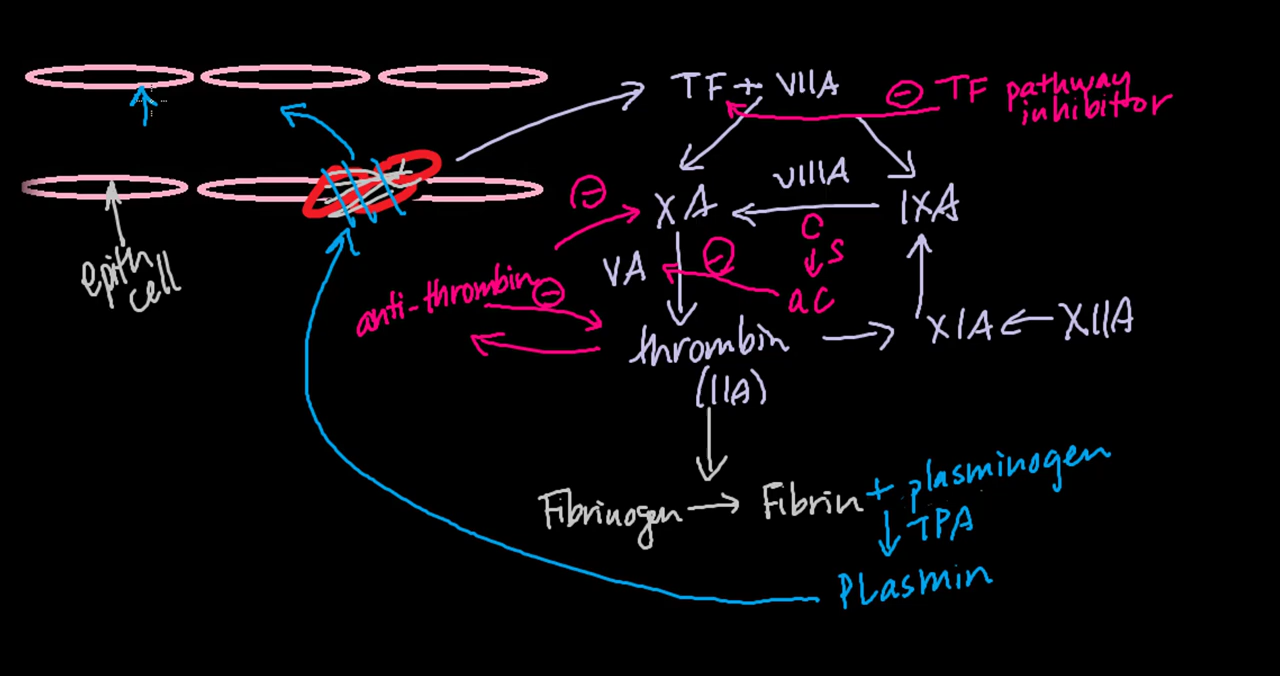 TF + VIIA
⊖ TF pathway
inhibittor
VIIIA
⊖
XA
IXA
C
S
VA
⊖
aC
epith
cell
anti-thrombin
⊖
thrombin
(IIA)
XIA
XIIA
Fibrinogen
Fibrin + plasminogen
TPA
PLasmin